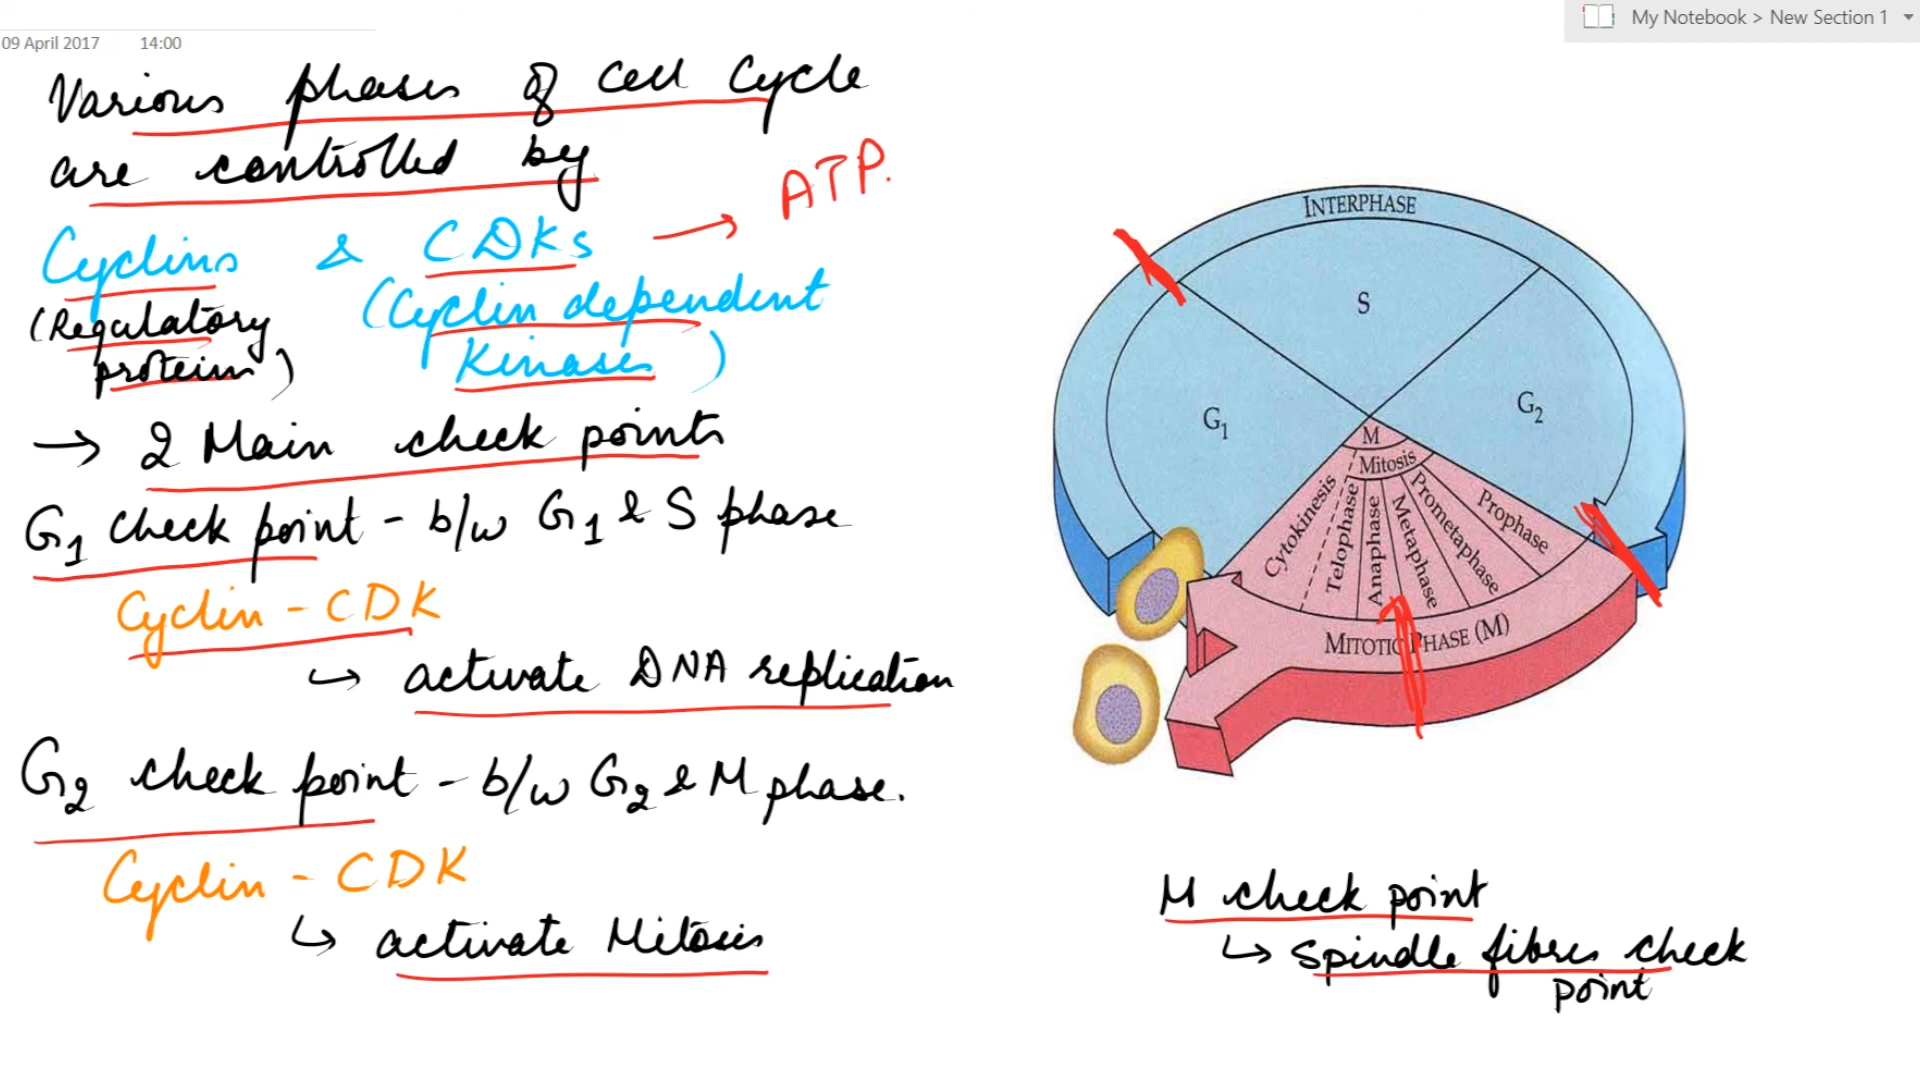 My Notebook > New Section 1
09 April 2017 14:00
Various phases of cell cycle
are controlled by
Cyclins & CDKs → ATP.
(Regulatory proteins)
(Cyclin dependent Kinases)
→ 2 Main check points
G1 check point - b/w G1 & S phase
Cyclin - CDK
↳ activate DNA replication
G2 check point - b/w G2 & M phase.
Cyclin - CDK
↳ activate Mitosis
INTERPHASE
S
G1
G2
M
Mitosis
Cytokinesis
Telophase
Anaphase
Metaphase
Prometaphase
Prophase
MITOTIC PHASE (M)
M check point
↳ spindle fibres check
point